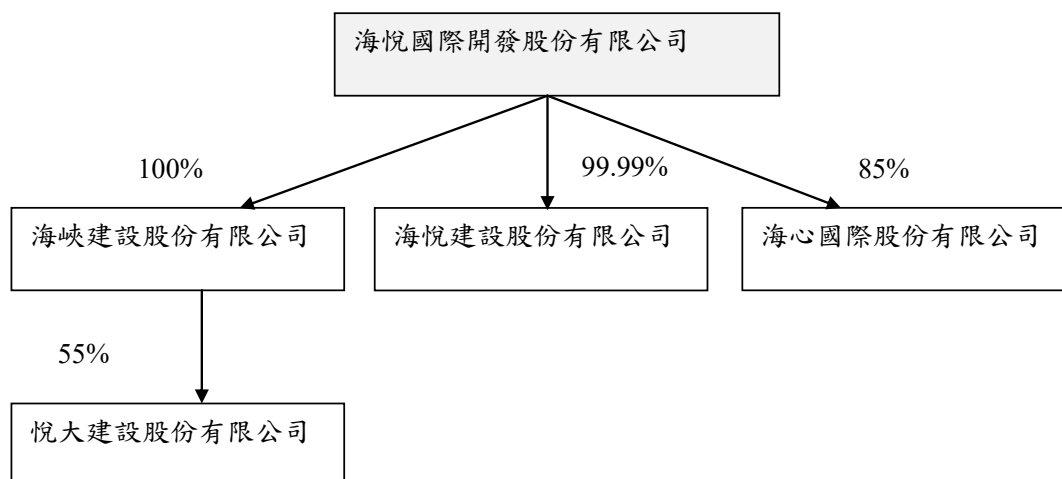 海悅國際開發股份有限公司
100%
99.99%
85%
海峽建設股份有限公司
海悅建設股份有限公司
海心國際股份有限公司
55%
悅大建設股份有限公司